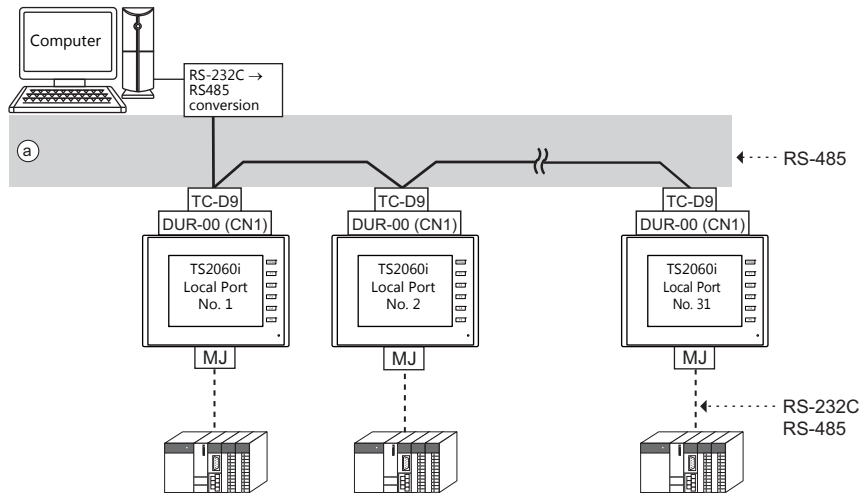 Computer
RS-232C →
RS485
conversion
a
RS-485
TC-D9
TC-D9
TC-D9
DUR-00 (CN1)
DUR-00 (CN1)
DUR-00 (CN1)
TS2060i
Local Port
No. 1
TS2060i
Local Port
No. 2
TS2060i
Local Port
No. 31
MJ
MJ
MJ
RS-232C
RS-485